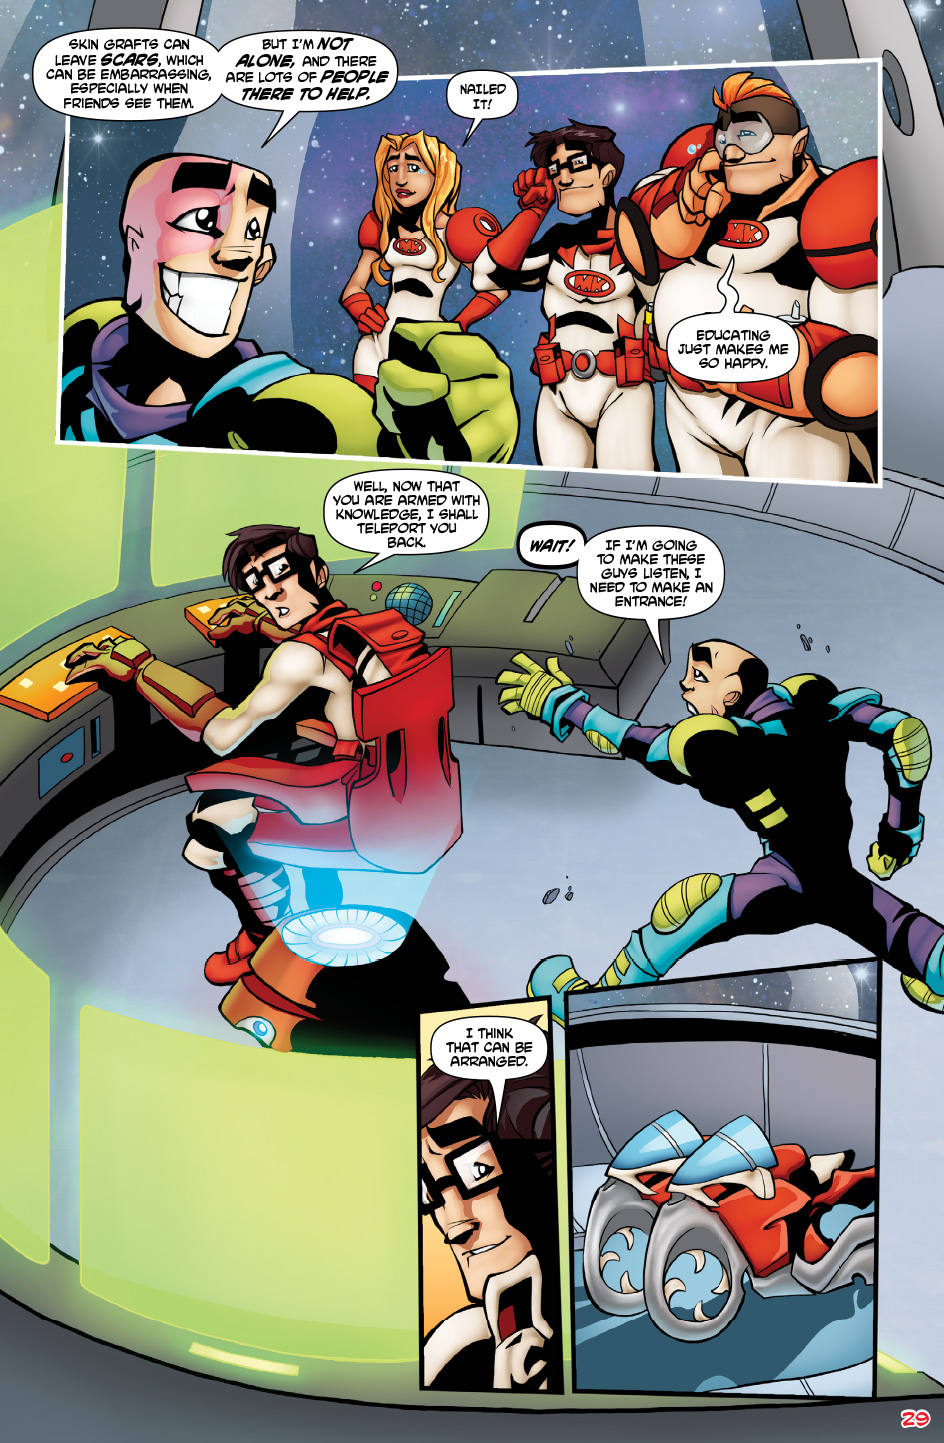 SKIN GRAFTS CAN
LEAVE SCARS, WHICH
CAN BE EMBARRASSING,
ESPECIALLY WHEN
FRIENDS SEE THEM.
BUT I'M NOT
ALONE, AND THERE
ARE LOTS OF PEOPLE
THERE TO HELP.
NAILED
IT!
MK
MK
MK
EDUCATING
JUST MAKES ME
SO HAPPY.
WELL, NOW THAT
YOU ARE ARMED WITH
KNOWLEDGE, I SHALL
TELEPORT YOU
BACK.
WAIT!
IF I'M GOING
TO MAKE THESE
GUYS LISTEN, I
NEED TO MAKE AN
ENTRANCE!
I THINK
THAT CAN BE
ARRANGED.
29